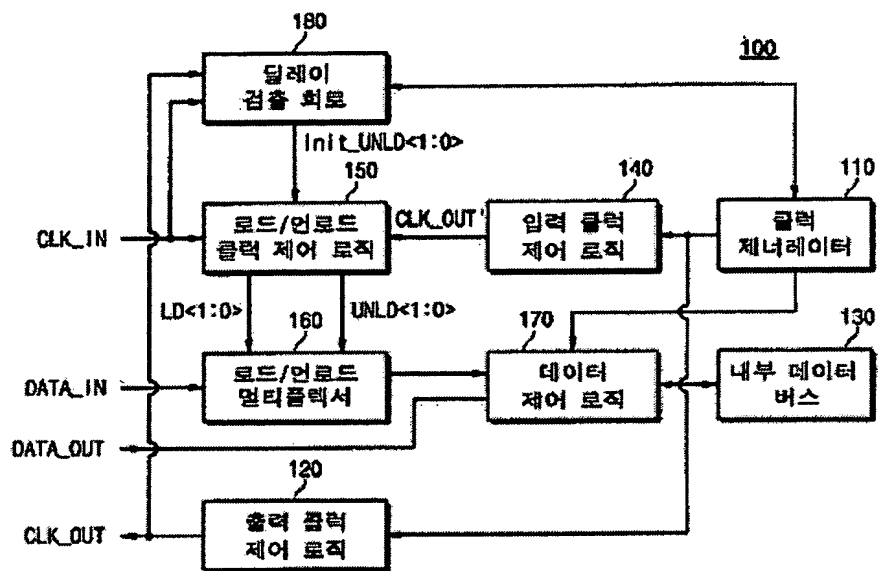 180
100
딜레이
검출 회로
Init_UNLD<1:0>
150
140
110
CLK_IN
로드/언로드
클럭 제어 로직
CLK_OUT'
입력 클럭
제어 로직
클럭
제너레이터
LD<1:0>
UNLD<1:0>
160
170
130
DATA_IN
로드/언로드
멀티플렉서
데이터
제어 로직
내부 데이터
버스
DATA_OUT
120
CLK_OUT
출력 클럭
제어 로직